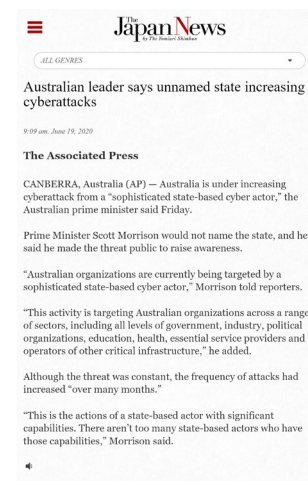 The
Japan News
by The Yomiuri Shimbun
ALL GENRES
Australian leader says unnamed state increasing
cyberattacks
9:09 am, June 19, 2020
The Associated Press
CANBERRA, Australia (AP) — Australia is under increasing
cyberattack from a “sophisticated state-based cyber actor,” the
Australian prime minister said Friday.
Prime Minister Scott Morrison would not name the state, and he
said he made the threat public to raise awareness.
“Australian organizations are currently being targeted by a
sophisticated state-based cyber actor,” Morrison told reporters.
“This activity is targeting Australian organizations across a range
of sectors, including all levels of government, industry, political
organizations, education, health, essential service providers and
operators of other critical infrastructure,” he added.
Although the threat was constant, the frequency of attacks had
increased “over many months.”
“This is the actions of a state-based actor with significant
capabilities. There aren’t too many state-based actors who have
those capabilities,” Morrison said.